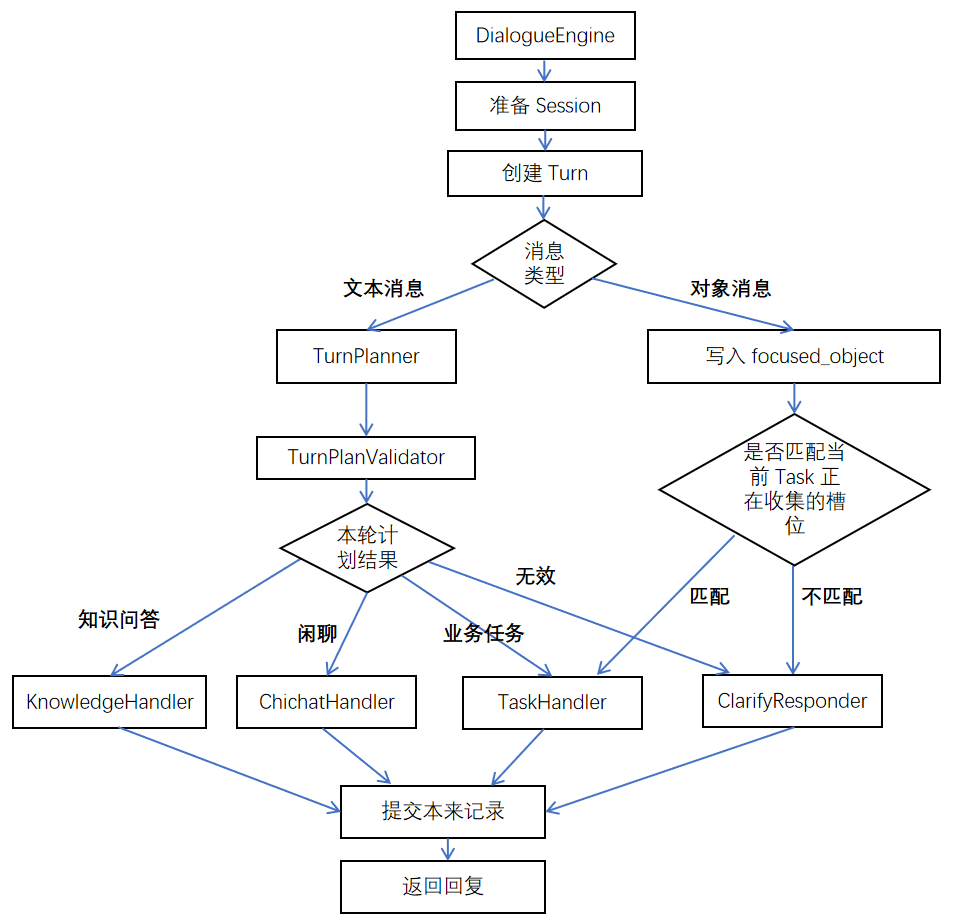 DialogueEngine
准备 Session
创建 Turn
消息
类型
文本消息
对象消息
TurnPlanner
写入 focused_object
TurnPlanValidator
是否匹配当
前 Task 正
在收集的槽
位
本轮计
划结果
无效
匹配
不匹配
知识问答
闲聊
业务任务
KnowledgeHandler
ChichatHandler
TaskHandler
ClarifyResponder
提交本来记录
返回回复